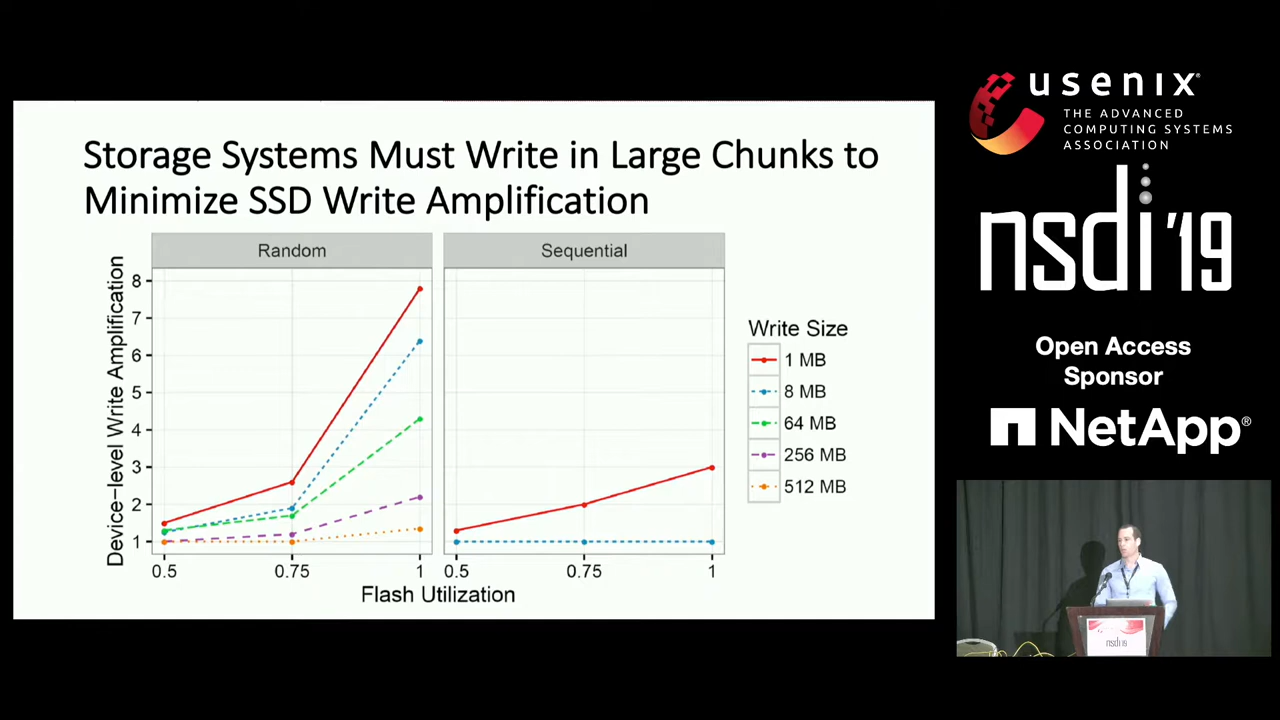 Storage Systems Must Write in Large Chunks to
Minimize SSD Write Amplification
Random
Sequential
Device-level Write Amplification
8
7
6
5
4
3
2
1
0.5
0.75
1
0.5
0.75
1
Flash Utilization
Write Size
1 MB
8 MB
64 MB
256 MB
512 MB
usenix®
THE ADVANCED
COMPUTING SYSTEMS
ASSOCIATION
nsdi '19
Open Access
Sponsor
NetApp®
nsdi'19